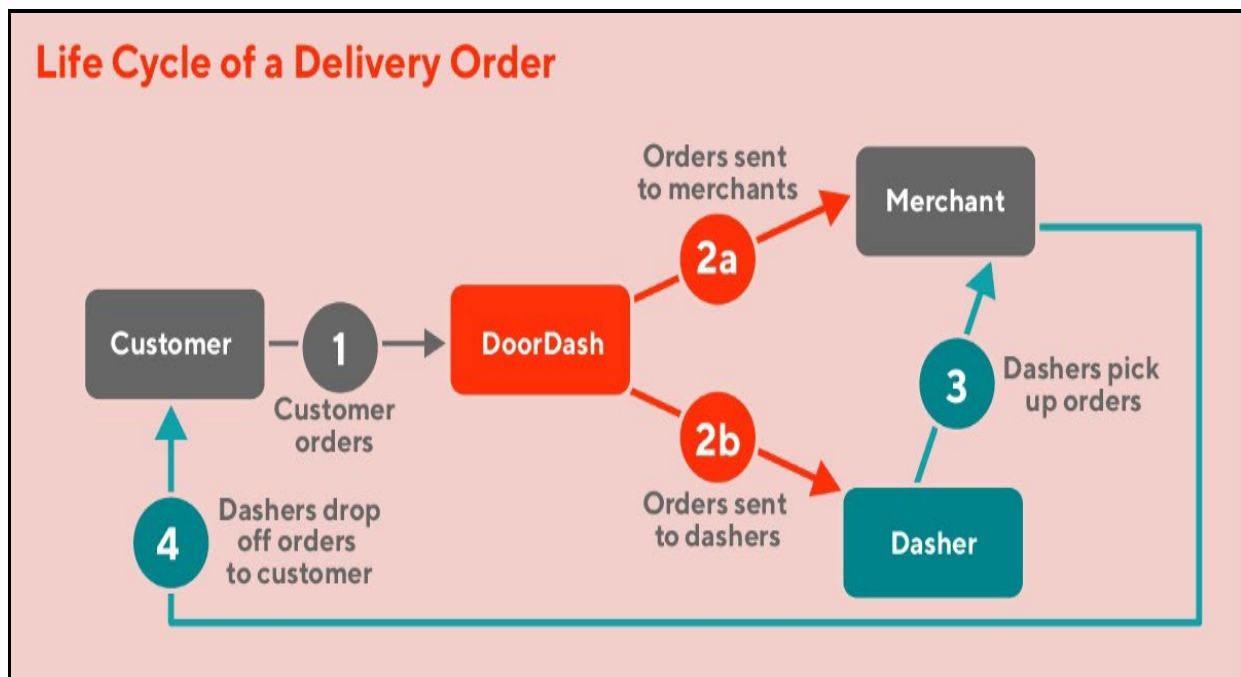 Life Cycle of a Delivery Order
Customer
1
Customer
orders
DoorDash
2a
Orders sent
to merchants
Merchant
2b
Orders sent
to dashers
Dasher
3
Dashers pick
up orders
4
Dashers drop
off orders
to customer